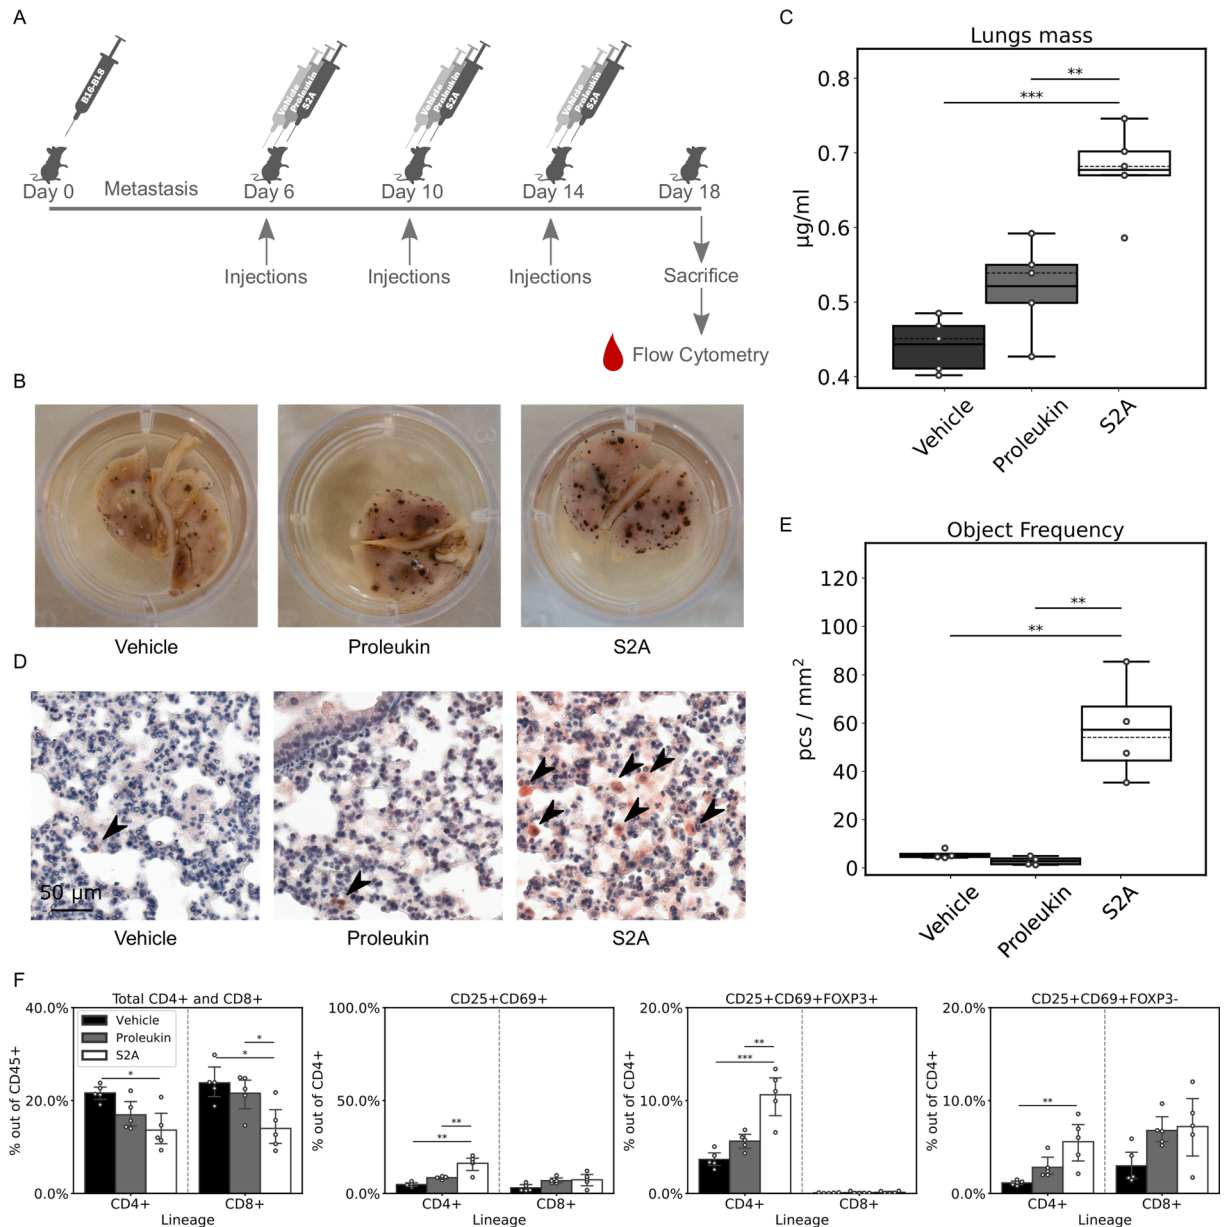 A
B16-BL8
Vehicle
Proleukin
S2A
Vehicle
Proleukin
S2A
Vehicle
Proleukin
S2A
Day 0
Metastasis
Day 6
Day 10
Day 14
Day 18
Injections
Injections
Injections
Sacrifice
Flow Cytometry
B
Vehicle
Proleukin
S2A
C
Lungs mass
µg/ml
0.8
0.7
0.6
0.5
0.4
**
***
Vehicle
Proleukin
S2A
D
50 µm
Vehicle
Proleukin
S2A
E
Object Frequency
pcs / mm²
120
100
80
60
40
20
0
**
**
Vehicle
Proleukin
S2A
F
Total CD4+ and CD8+
% out of CD45+
40.0%
20.0%
0.0%
Vehicle
Proleukin
S2A
*
*
*
CD4+
CD8+
Lineage
CD25+CD69+
% out of CD4+
100.0%
50.0%
0.0%
**
**
CD4+
CD8+
Lineage
CD25+CD69+FOXP3+
% out of CD4+
20.0%
10.0%
0.0%
**
***
CD4+
CD8+
Lineage
CD25+CD69+FOXP3-
% out of CD4+
20.0%
10.0%
0.0%
**
CD4+
CD8+
Lineage